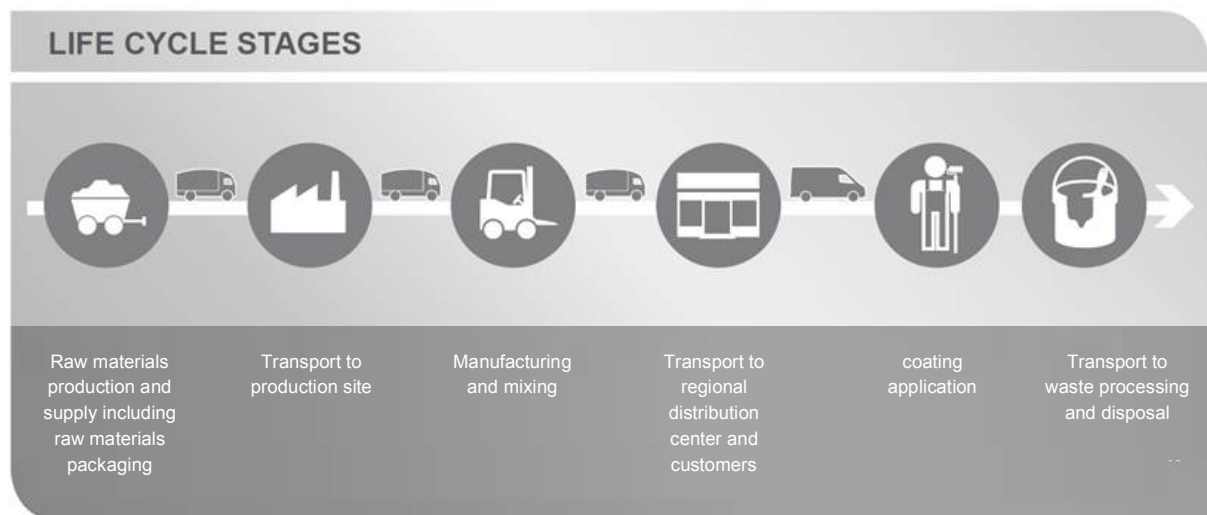 LIFE CYCLE STAGES
Raw materials
production and
supply including
raw materials
packaging
Transport to
production site
Manufacturing
and mixing
Transport to
regional
distribution
center and
customers
coating
application
Transport to
waste processing
and disposal